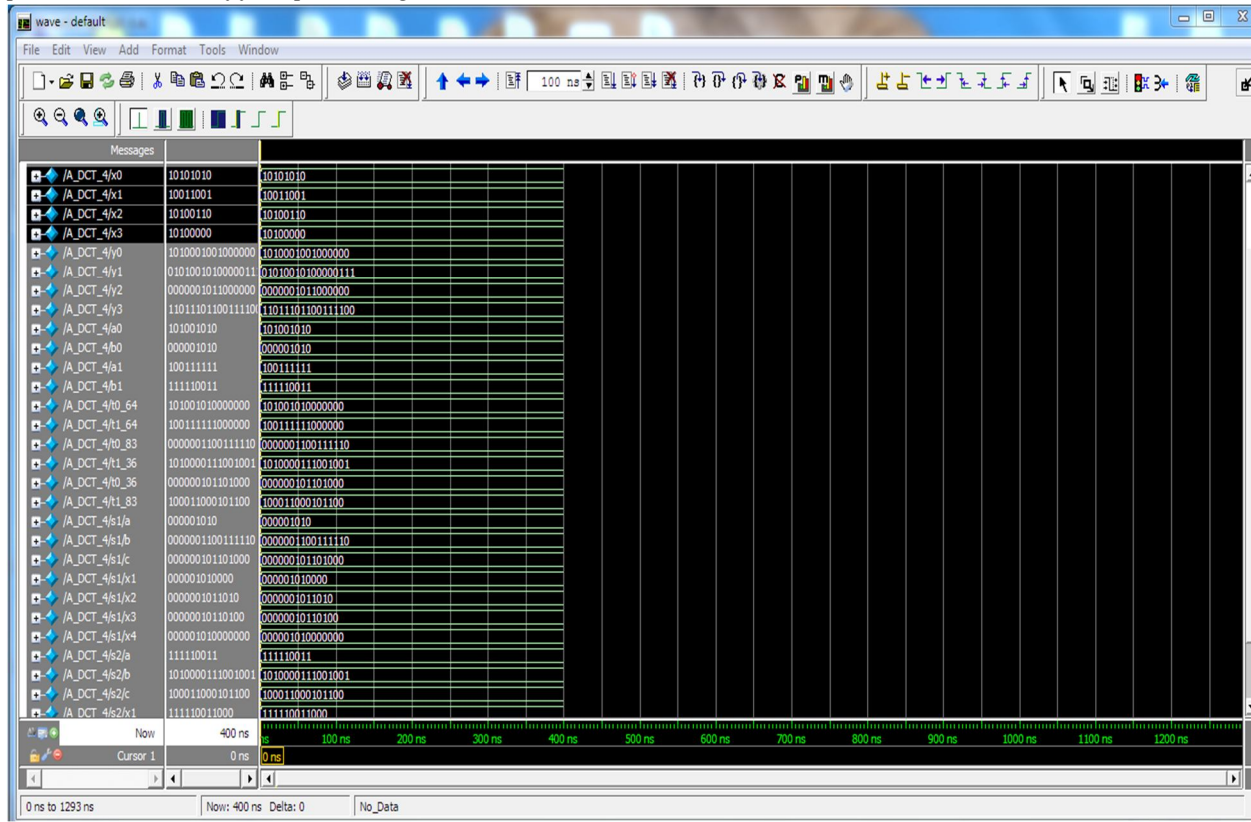 wave - default
File Edit View Add Format Tools Window
100 ns
Messages
/A_DCT_4/x0 10101010 10101010
/A_DCT_4/x1 10011001 10011001
/A_DCT_4/x2 10100110 10100110
/A_DCT_4/x3 10100000 10100000
/A_DCT_4/y0 1010001001000000 1010001001000000
/A_DCT_4/y1 0101001010000011 01010010100000111
/A_DCT_4/y2 0000001011000000 0000001011000000
/A_DCT_4/y3 1101110110011110 11011101100111100
/A_DCT_4/a0 101001010 101001010
/A_DCT_4/b0 000001010 000001010
/A_DCT_4/a1 100111111 100111111
/A_DCT_4/b1 111110011 111110011
/A_DCT_4/t0_64 101001010000000 101001010000000
/A_DCT_4/t1_64 100111111000000 100111111000000
/A_DCT_4/t0_83 0000001100111110 0000001100111110
/A_DCT_4/t1_36 1010000111001001 1010000111001001
/A_DCT_4/t0_36 000000101101000 000000101101000
/A_DCT_4/t1_83 100011000101100 100011000101100
/A_DCT_4/s1/a 000001010 000001010
/A_DCT_4/s1/b 0000001100111110 0000001100111110
/A_DCT_4/s1/c 000000101101000 000000101101000
/A_DCT_4/s1/x1 000001010000 000001010000
/A_DCT_4/s1/x2 0000001011010 0000001011010
/A_DCT_4/s1/x3 00000010110100 00000010110100
/A_DCT_4/s1/x4 000001010000000 000001010000000
/A_DCT_4/s2/a 111110011 111110011
/A_DCT_4/s2/b 1010000111001001 1010000111001001
/A_DCT_4/s2/c 100011000101100 100011000101100
/A_DCT_4/s2/x1 111110011000 111110011000
Now 400 ns ns 100 ns 200 ns 300 ns 400 ns 500 ns 600 ns 700 ns 800 ns 900 ns 1000 ns 1100 ns 1200 ns
Cursor 1 0 ns 0 ns
0 ns to 1293 ns Now: 400 ns Delta: 0 No_Data